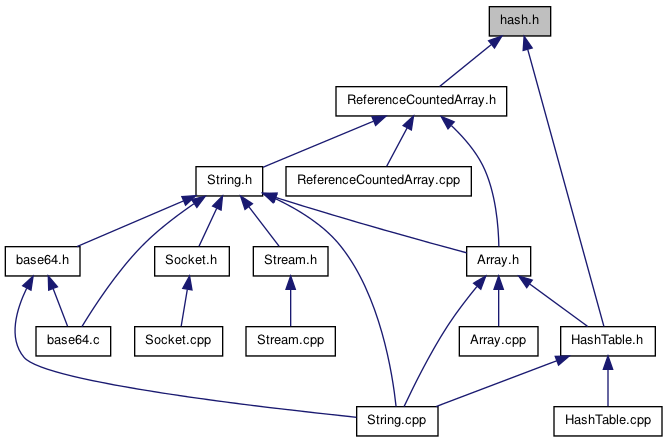 hash.h
ReferenceCountedArray.h
String.h
ReferenceCountedArray.cpp
base64.h
Socket.h
Stream.h
Array.h
base64.c
Socket.cpp
Stream.cpp
Array.cpp
HashTable.h
String.cpp
HashTable.cpp